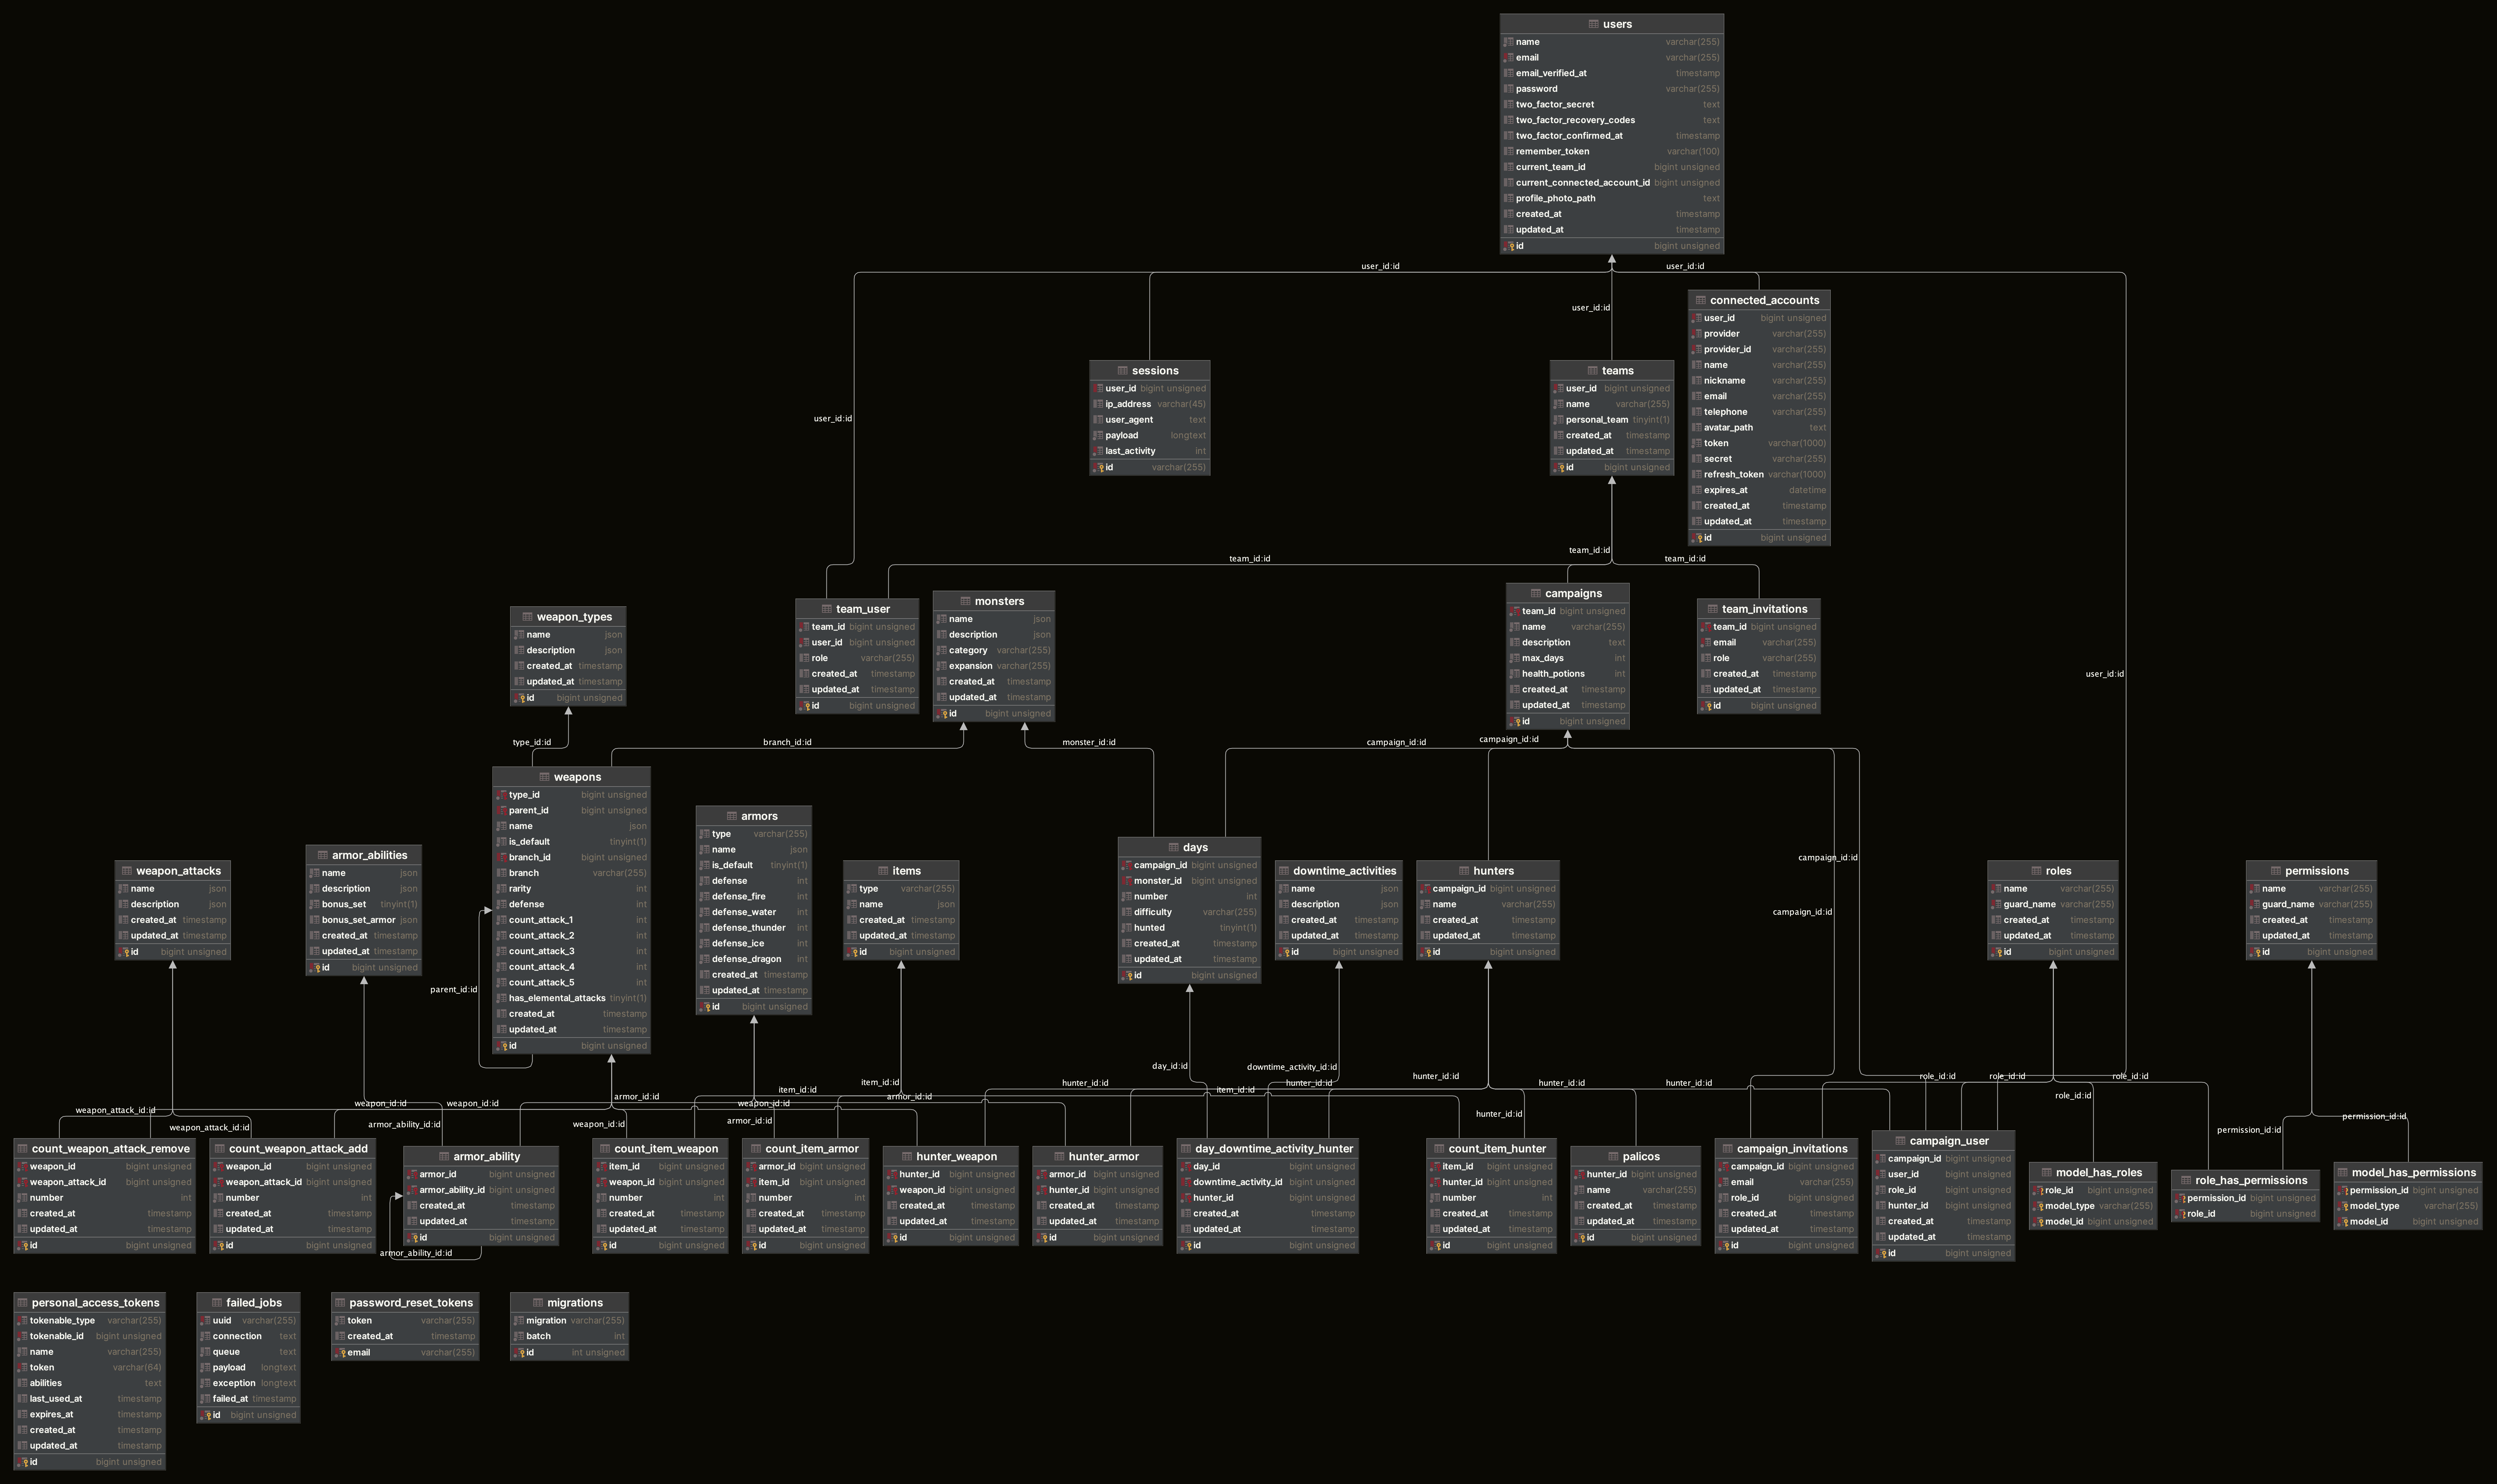 users
name varchar(255)
email varchar(255)
email_verified_at timestamp
password varchar(255)
two_factor_secret text
two_factor_recovery_codes text
two_factor_confirmed_at timestamp
remember_token varchar(100)
current_team_id bigint unsigned
current_connected_account_id bigint unsigned
profile_photo_path text
created_at timestamp
updated_at timestamp
id bigint unsigned
user_id:id
user_id:id
user_id:id
user_id:id
user_id:id
connected_accounts
user_id bigint unsigned
provider varchar(255)
provider_id varchar(255)
name varchar(255)
nickname varchar(255)
email varchar(255)
telephone varchar(255)
avatar_path text
token varchar(1000)
secret varchar(255)
refresh_token varchar(1000)
expires_at datetime
created_at timestamp
updated_at timestamp
id bigint unsigned
sessions
user_id bigint unsigned
ip_address varchar(45)
user_agent text
payload longtext
last_activity int
id varchar(255)
teams
user_id bigint unsigned
name varchar(255)
personal_team tinyint(1)
created_at timestamp
updated_at timestamp
id bigint unsigned
team_id:id
team_id:id
team_id:id
weapon_types
name json
description json
created_at timestamp
updated_at timestamp
id bigint unsigned
team_user
team_id bigint unsigned
user_id bigint unsigned
role varchar(255)
created_at timestamp
updated_at timestamp
id bigint unsigned
monsters
name json
description json
category varchar(255)
expansion varchar(255)
created_at timestamp
updated_at timestamp
id bigint unsigned
campaigns
team_id bigint unsigned
name varchar(255)
description text
max_days int
health_potions int
created_at timestamp
updated_at timestamp
id bigint unsigned
team_invitations
team_id bigint unsigned
email varchar(255)
role varchar(255)
created_at timestamp
updated_at timestamp
id bigint unsigned
type_id:id
branch_id:id
monster_id:id
campaign_id:id
campaign_id:id
campaign_id:id
campaign_id:id
weapons
type_id bigint unsigned
parent_id bigint unsigned
name json
is_default tinyint(1)
branch_id bigint unsigned
branch varchar(255)
rarity int
defense int
count_attack_1 int
count_attack_2 int
count_attack_3 int
count_attack_4 int
count_attack_5 int
has_elemental_attacks tinyint(1)
created_at timestamp
updated_at timestamp
id bigint unsigned
parent_id:id
armors
type varchar(255)
name json
is_default tinyint(1)
defense int
defense_fire int
defense_water int
defense_thunder int
defense_ice int
defense_dragon int
created_at timestamp
updated_at timestamp
id bigint unsigned
days
campaign_id bigint unsigned
monster_id bigint unsigned
number int
difficulty varchar(255)
hunted tinyint(1)
created_at timestamp
updated_at timestamp
id bigint unsigned
weapon_attacks
name json
description json
created_at timestamp
updated_at timestamp
id bigint unsigned
armor_abilities
name json
description json
bonus_set tinyint(1)
bonus_set_armor json
created_at timestamp
updated_at timestamp
id bigint unsigned
items
type varchar(255)
name json
created_at timestamp
updated_at timestamp
id bigint unsigned
downtime_activities
name json
description json
created_at timestamp
updated_at timestamp
id bigint unsigned
hunters
campaign_id bigint unsigned
name varchar(255)
created_at timestamp
updated_at timestamp
id bigint unsigned
roles
name varchar(255)
guard_name varchar(255)
created_at timestamp
updated_at timestamp
id bigint unsigned
permissions
name varchar(255)
guard_name varchar(255)
created_at timestamp
updated_at timestamp
id bigint unsigned
day_id:id
downtime_activity_id:id
item_id:id
hunter_id:id
hunter_id:id
hunter_id:id
hunter_id:id
hunter_id:id
role_id:id
role_id:id
role_id:id
item_id:id
item_id:id
armor_id:id
armor_id:id
weapon_attack_id:id
weapon_id:id
weapon_id:id
weapon_id:id
role_id:id
hunter_id:id
permission_id:id
armor_id:id
armor_ability_id:id
weapon_id:id
weapon_attack_id:id
permission_id:id
count_weapon_attack_remove
weapon_id bigint unsigned
weapon_attack_id bigint unsigned
number int
created_at timestamp
updated_at timestamp
id bigint unsigned
count_weapon_attack_add
weapon_id bigint unsigned
weapon_attack_id bigint unsigned
number int
created_at timestamp
updated_at timestamp
id bigint unsigned
armor_ability
armor_id bigint unsigned
armor_ability_id bigint unsigned
created_at timestamp
updated_at timestamp
id bigint unsigned
armor_ability_id:id
count_item_weapon
item_id bigint unsigned
weapon_id bigint unsigned
number int
created_at timestamp
updated_at timestamp
id bigint unsigned
count_item_armor
armor_id bigint unsigned
item_id bigint unsigned
number int
created_at timestamp
updated_at timestamp
id bigint unsigned
hunter_weapon
hunter_id bigint unsigned
weapon_id bigint unsigned
created_at timestamp
updated_at timestamp
id bigint unsigned
hunter_armor
armor_id bigint unsigned
hunter_id bigint unsigned
created_at timestamp
updated_at timestamp
id bigint unsigned
day_downtime_activity_hunter
day_id bigint unsigned
downtime_activity_id bigint unsigned
hunter_id bigint unsigned
created_at timestamp
updated_at timestamp
id bigint unsigned
count_item_hunter
item_id bigint unsigned
hunter_id bigint unsigned
number int
created_at timestamp
updated_at timestamp
id bigint unsigned
palicos
hunter_id bigint unsigned
name varchar(255)
created_at timestamp
updated_at timestamp
id bigint unsigned
campaign_invitations
campaign_id bigint unsigned
email varchar(255)
role_id bigint unsigned
created_at timestamp
updated_at timestamp
id bigint unsigned
campaign_user
campaign_id bigint unsigned
user_id bigint unsigned
role_id bigint unsigned
hunter_id bigint unsigned
created_at timestamp
updated_at timestamp
id bigint unsigned
model_has_roles
role_id bigint unsigned
model_type varchar(255)
model_id bigint unsigned
role_has_permissions
permission_id bigint unsigned
role_id bigint unsigned
model_has_permissions
permission_id bigint unsigned
model_type varchar(255)
model_id bigint unsigned
personal_access_tokens
tokenable_type varchar(255)
tokenable_id bigint unsigned
name varchar(255)
token varchar(64)
abilities text
last_used_at timestamp
expires_at timestamp
created_at timestamp
updated_at timestamp
id bigint unsigned
failed_jobs
uuid varchar(255)
connection text
queue text
payload longtext
exception longtext
failed_at timestamp
id bigint unsigned
password_reset_tokens
token varchar(255)
created_at timestamp
email varchar(255)
migrations
migration varchar(255)
batch int
id int unsigned